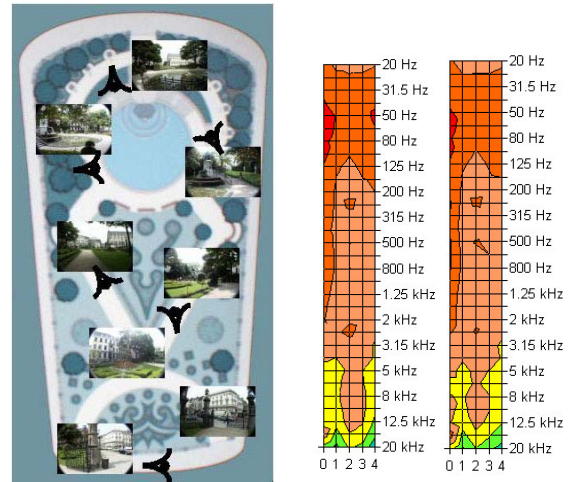 20 Hz
31.5 Hz
50 Hz
80 Hz
125 Hz
200 Hz
315 Hz
500 Hz
800 Hz
1.25 kHz
2 kHz
3.15 kHz
5 kHz
8 kHz
12.5 kHz
20 kHz
0 1 2 3 4
20 Hz
31.5 Hz
50 Hz
80 Hz
125 Hz
200 Hz
315 Hz
500 Hz
800 Hz
1.25 kHz
2 kHz
3.15 kHz
5 kHz
8 kHz
12.5 kHz
20 kHz
0 1 2 3 4